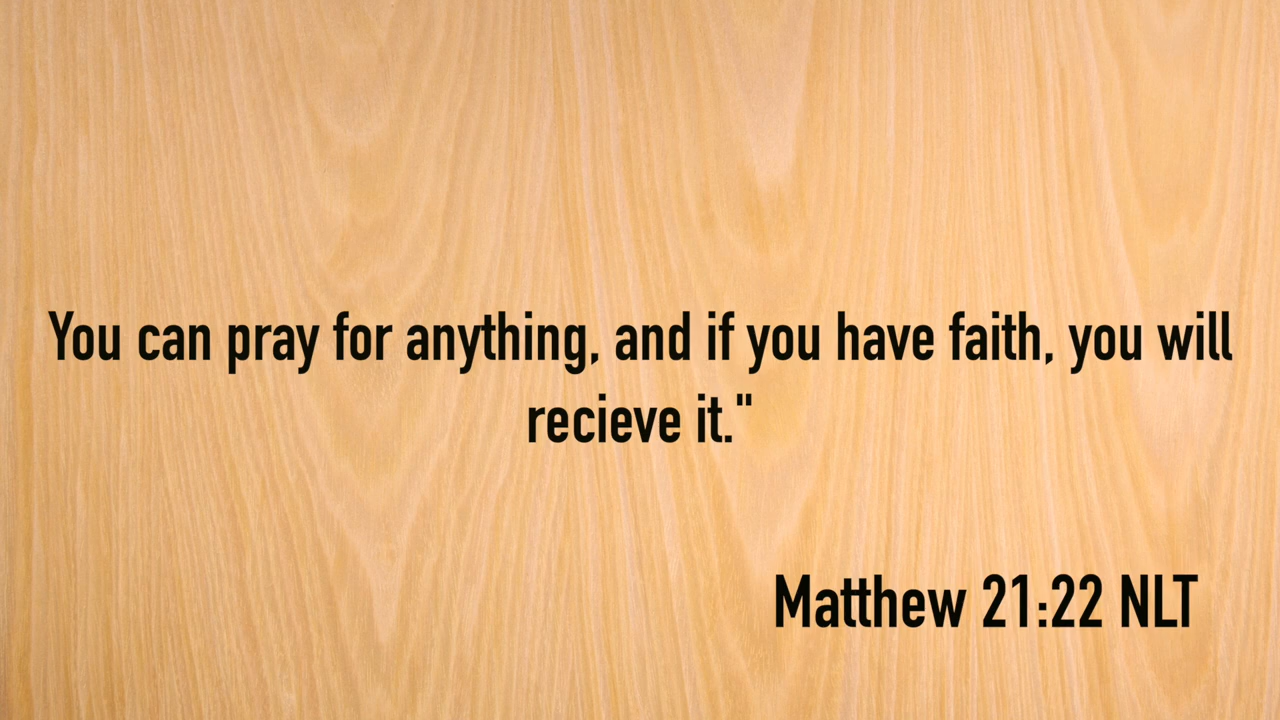 You can pray for anything, and if you have faith, you will
recieve it."
Matthew 21:22 NLT